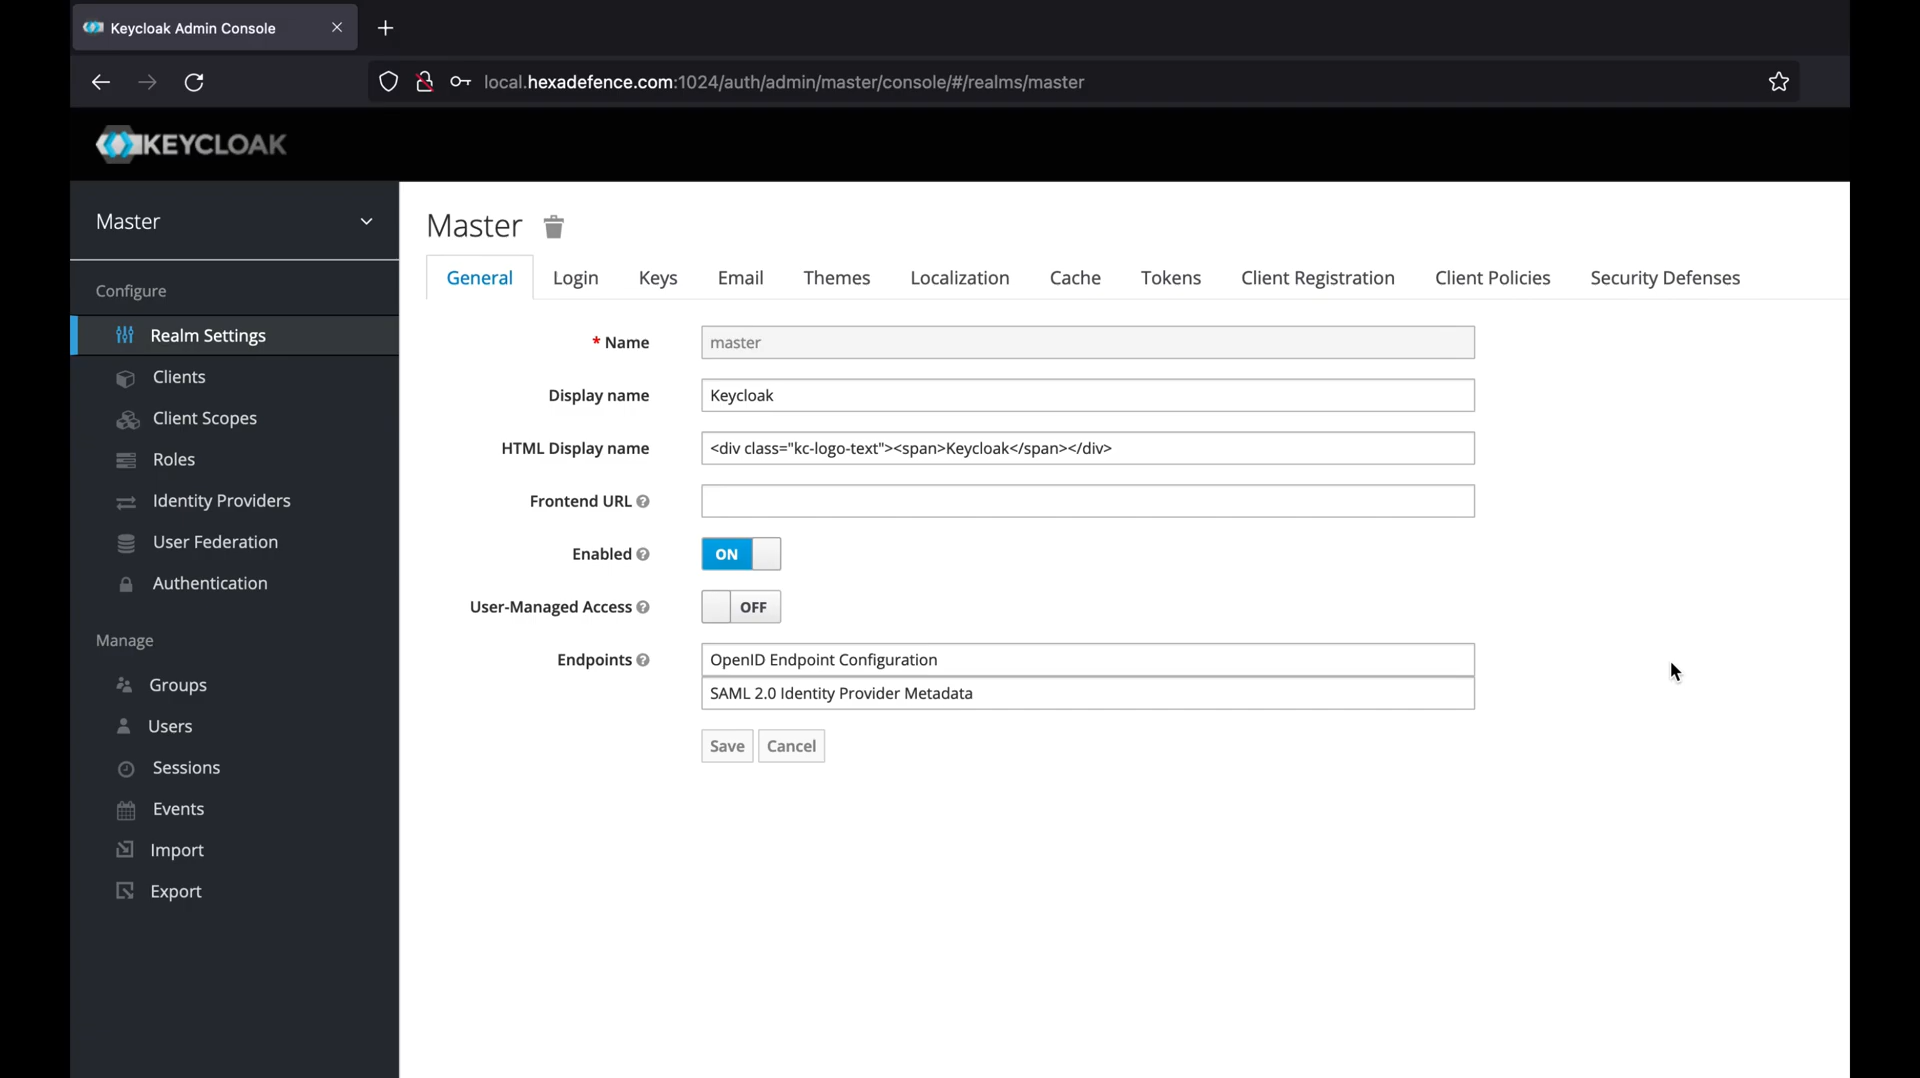 Keycloak Admin Console
local.hexadefence.com:1024/auth/admin/master/console/#/realms/master
KEYCLOAK
Master
Configure
Realm Settings
Clients
Client Scopes
Roles
Identity Providers
User Federation
Authentication
Manage
Groups
Users
Sessions
Events
Import
Export
Master
General Login Keys Email Themes Localization Cache Tokens Client Registration Client Policies Security Defenses
* Name master
Display name Keycloak
HTML Display name <div class="kc-logo-text"><span>Keycloak</span></div>
Frontend URL
Enabled ON
User-Managed Access OFF
Endpoints OpenID Endpoint Configuration
SAML 2.0 Identity Provider Metadata
Save Cancel